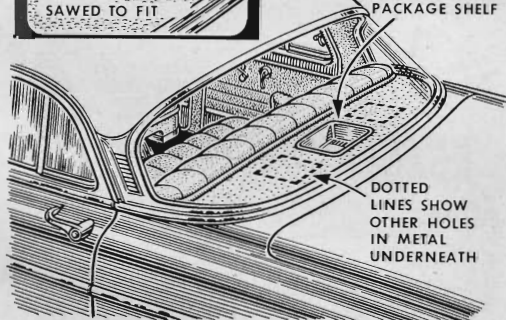 SAWED TO FIT
PACKAGE SHELF
DOTTED
LINES SHOW
OTHER HOLES
IN METAL
UNDERNEATH